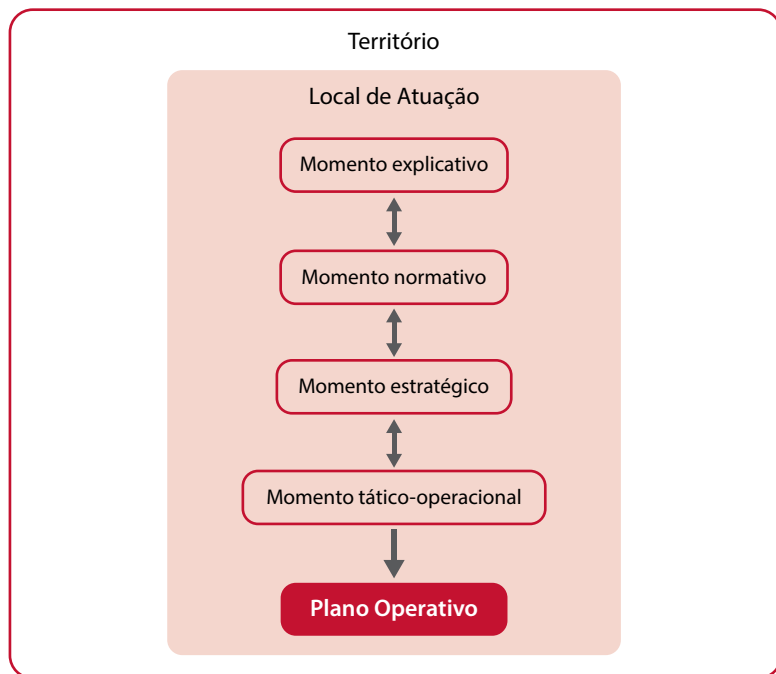 Território
Local de Atuação
Momento explicativo
Momento normativo
Momento estratégico
Momento tático-operacional
Plano Operativo